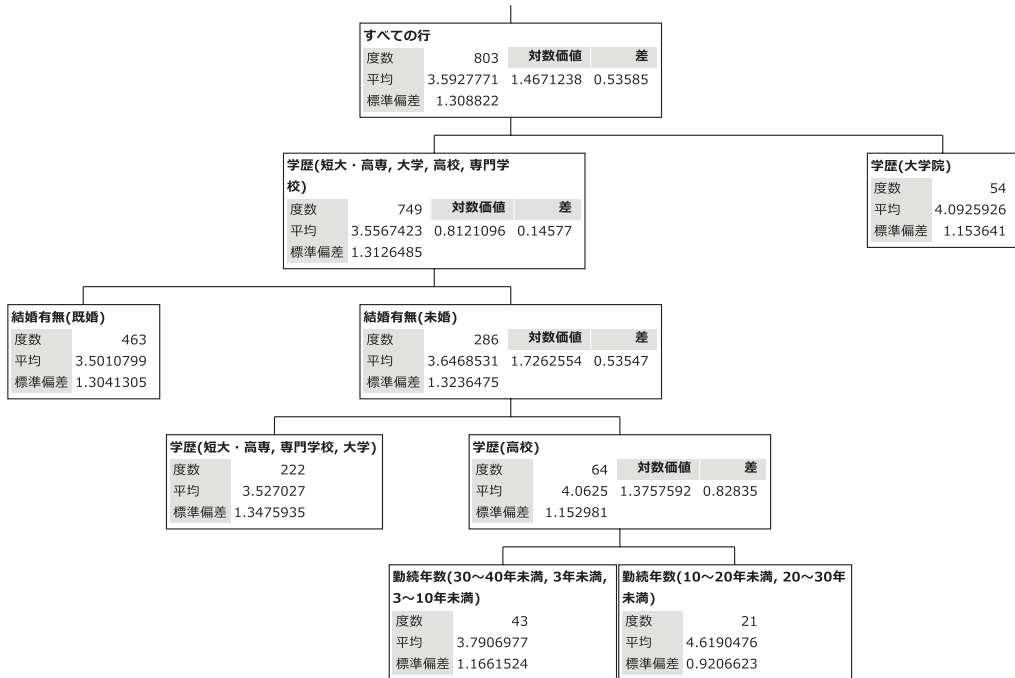 すべての行
度数 803 対数価値 差
平均 3.5927771 1.4671238 0.53585
標準偏差 1.308822
学歴(短大・高専, 大学, 高校, 専門学
校)
度数 749 対数価値 差
平均 3.5567423 0.8121096 0.14577
標準偏差 1.3126485
学歴(大学院)
度数 54
平均 4.0925926
標準偏差 1.153641
結婚有無(既婚)
度数 463
平均 3.5010799
標準偏差 1.3041305
結婚有無(未婚)
度数 286 対数価値 差
平均 3.6468531 1.7262554 0.53547
標準偏差 1.3236475
学歴(短大・高専, 専門学校, 大学)
度数 222
平均 3.527027
標準偏差 1.3475935
学歴(高校)
度数 64 対数価値 差
平均 4.0625 1.3757592 0.82835
標準偏差 1.152981
勤続年数(30～40年未満, 3年未満,
3～10年未満)
度数 43
平均 3.7906977
標準偏差 1.1661524
勤続年数(10～20年未満, 20～30年
未満)
度数 21
平均 4.6190476
標準偏差 0.9206623